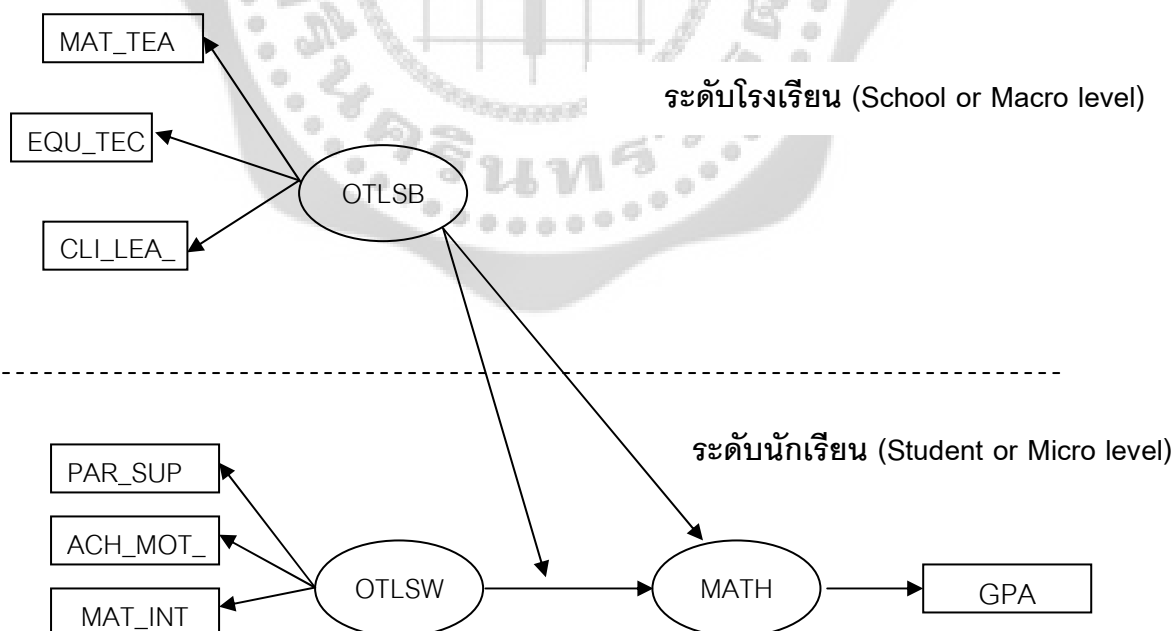 MAT_TEA
ระดับโรงเรียน (School or Macro level)
EQU_TEC
OTLSB
CLI_LEA_
ระดับนักเรียน (Student or Micro level)
PAR_SUP
ACH_MOT_
OTLSW
MATH
GPA
MAT_INT